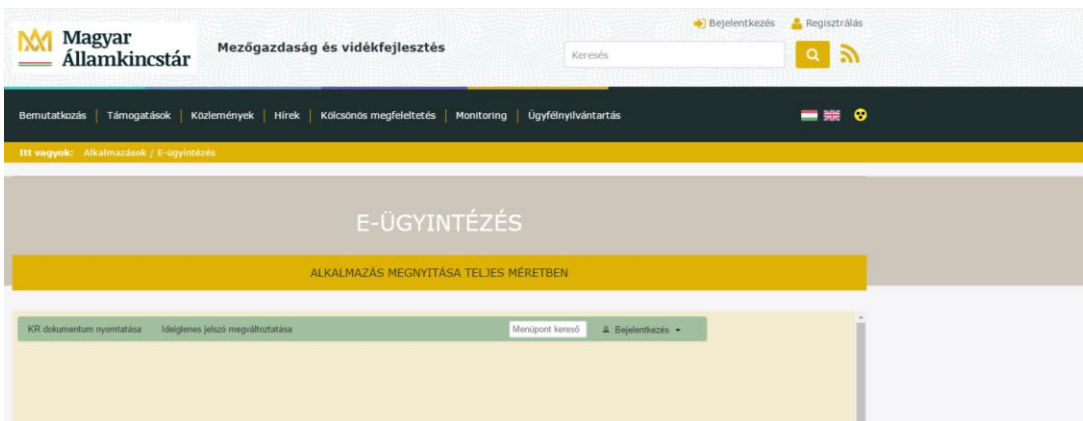 Magyar
Államkincstár
Mezőgazdaság és vidékfejlesztés
Bejelentkezés Regisztrálás
Keresés
Bemutatkozás | Támogatások | Közlemények | Hírek | Kölcsönös megfeleltetés | Monitoring | Ügyfélnyilvántartás
Itt vagyok: Alkalmazások / E-ügyintézés
E-ÜGYINTÉZÉS
ALKALMAZÁS MEGNYITÁSA TELJES MÉRETBEN
KR dokumentum nyomtatása Ideiglenes jelszó megváltoztatása Menüpont kereső Bejelentkezés